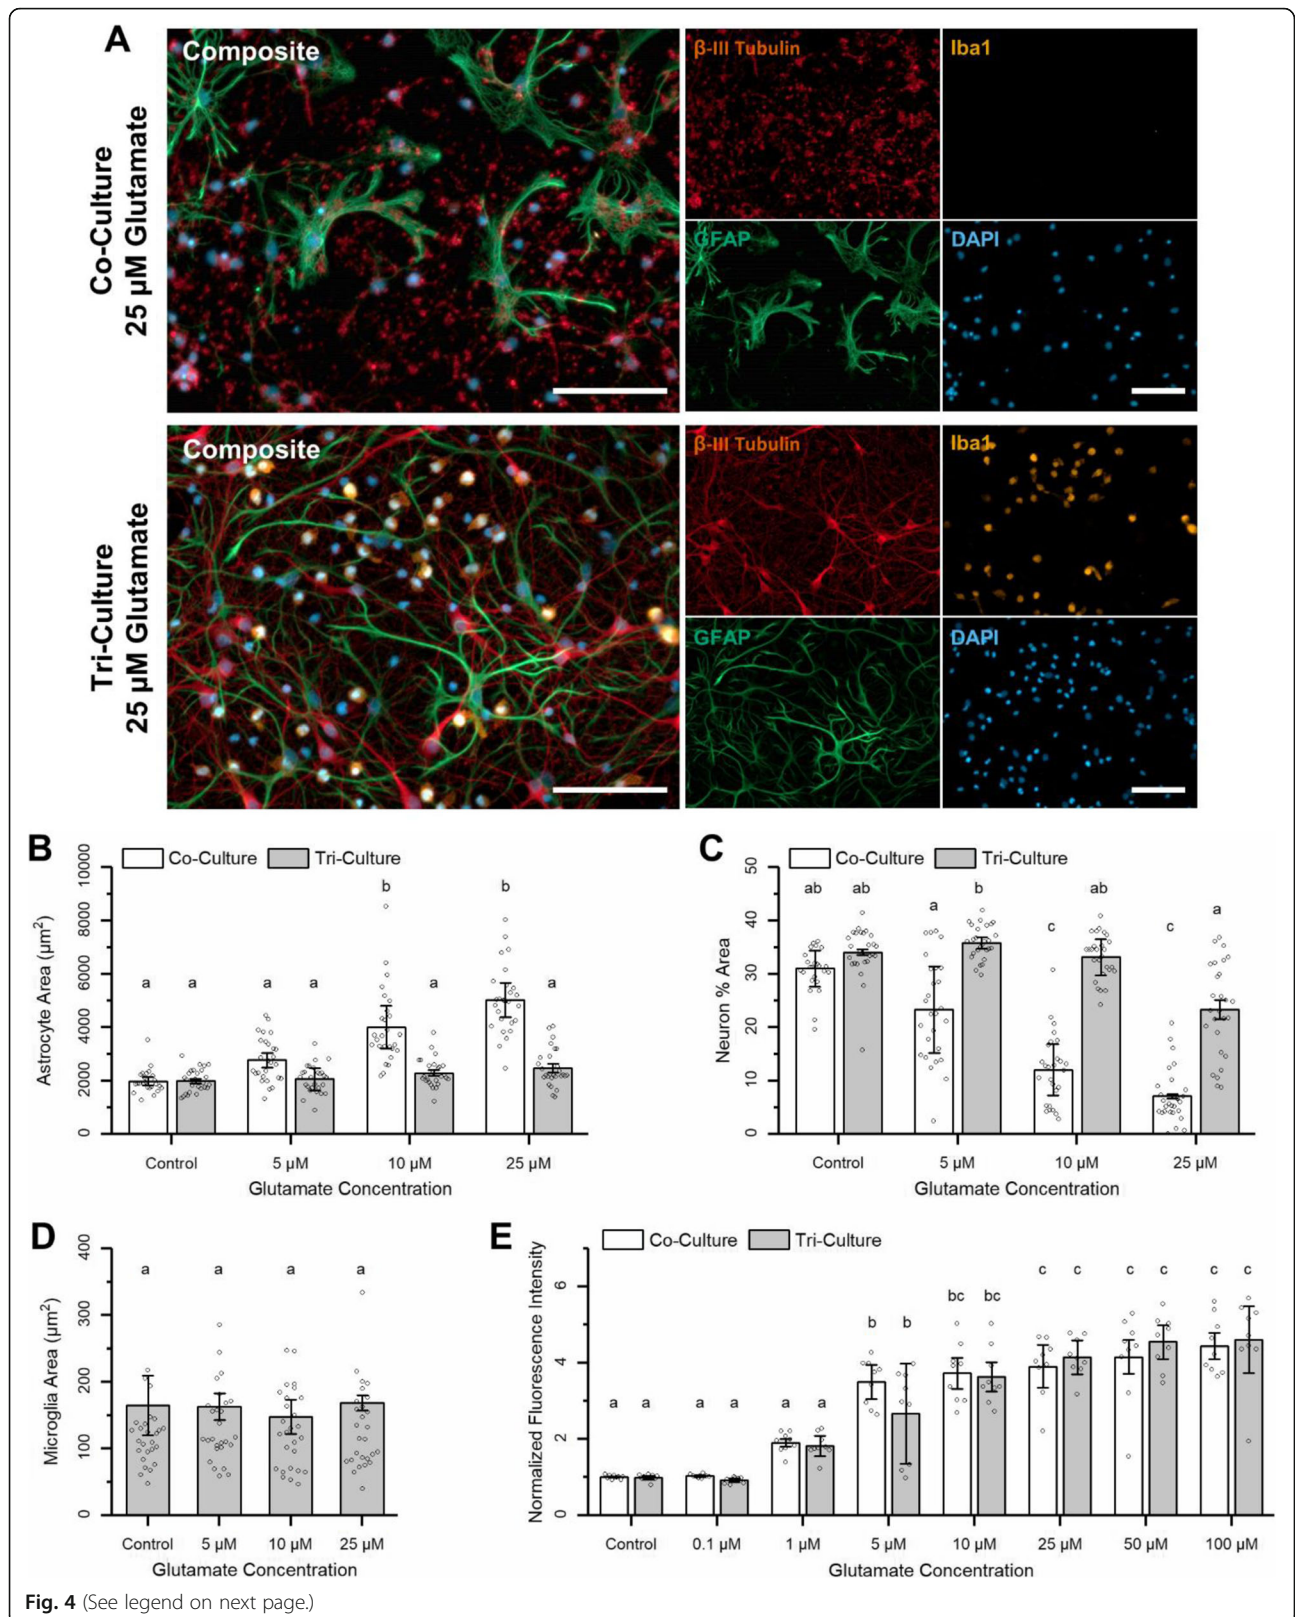 A
Co-Culture
25 µM Glutamate
Composite
β-III Tubulin
Iba1
GFAP
DAPI
Tri-Culture
25 µM Glutamate
Composite
β-III Tubulin
Iba1
GFAP
DAPI
B
Co-Culture
Tri-Culture
Astrocyte Area (µm²)
10000
8000
6000
4000
2000
0
a a a a b a b a
Control 5 µM 10 µM 25 µM
Glutamate Concentration
C
Co-Culture
Tri-Culture
Neuron % Area
50
40
30
20
10
0
ab ab a b c ab c a
Control 5 µM 10 µM 25 µM
Glutamate Concentration
D
Microglia Area (µm²)
400
300
200
100
0
a a a a
Control 5 µM 10 µM 25 µM
Glutamate Concentration
E
Co-Culture
Tri-Culture
Normalized Fluorescence Intensity
6
4
2
0
a a a a a a b b bc bc c c c c c c
Control 0.1 µM 1 µM 5 µM 10 µM 25 µM 50 µM 100 µM
Glutamate Concentration
Fig. 4 (See legend on next page.)